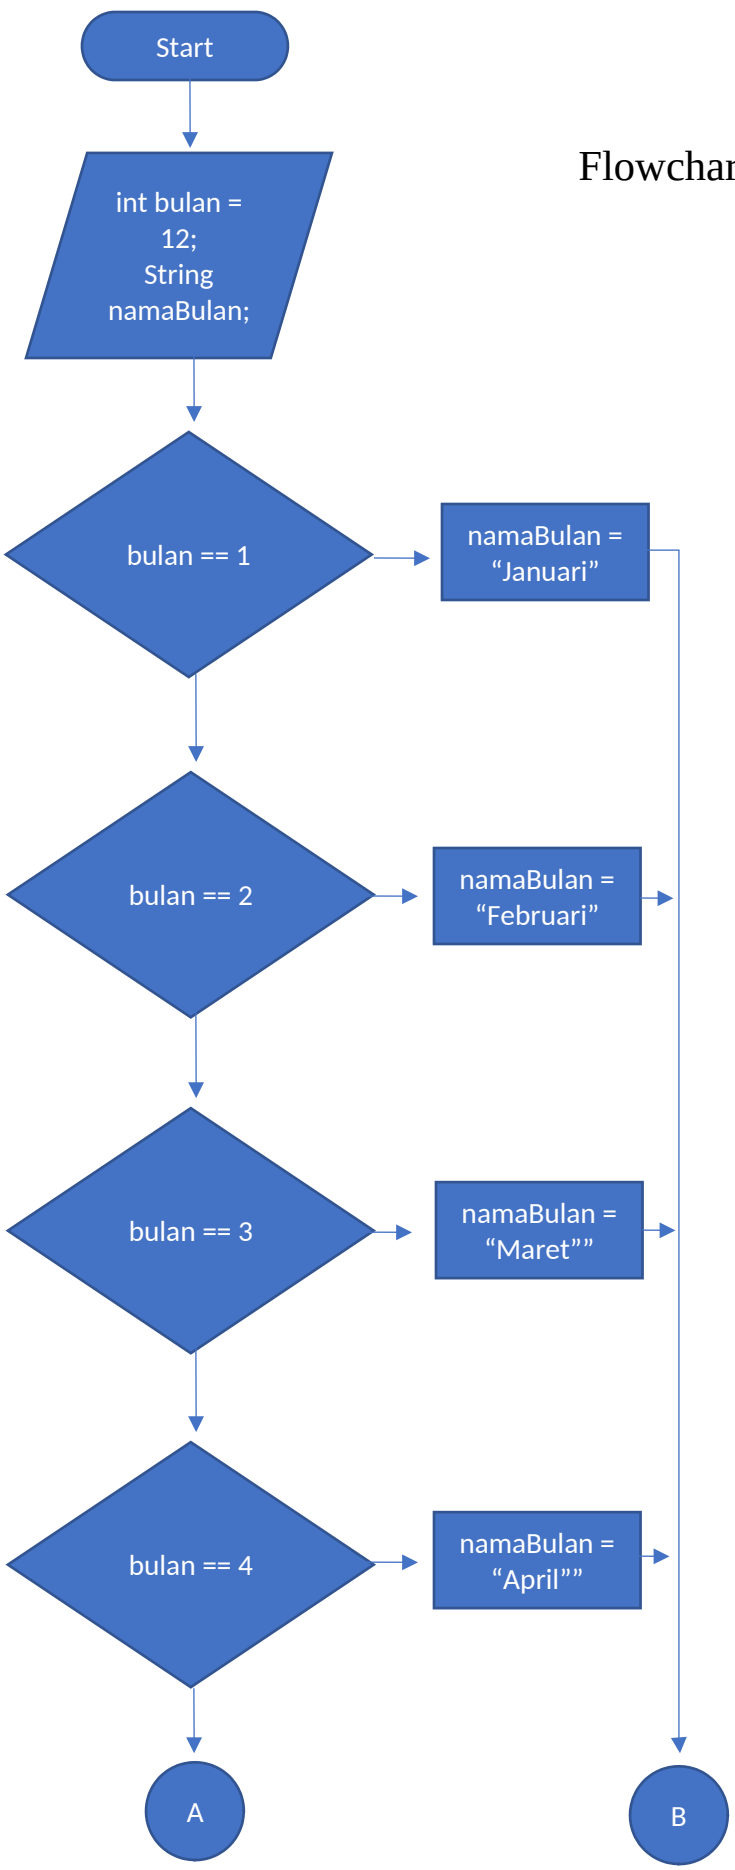 Start
Flowchar
int bulan =
12;
String
namaBulan;
bulan == 1
namaBulan =
“Januari”
bulan == 2
namaBulan =
“Februari”
bulan == 3
namaBulan =
“Maret””
bulan == 4
namaBulan =
“April””
A
B